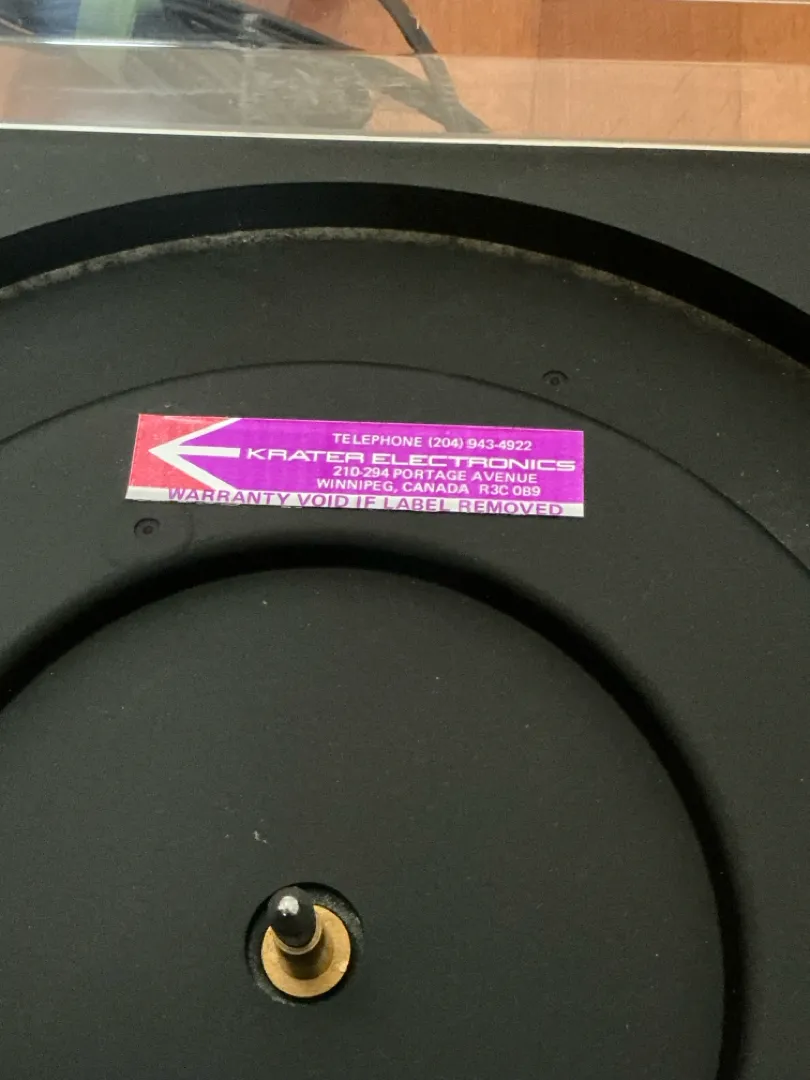 TELEPHONE (204) 943-4922
KRATER ELECTRONICS
210-294 PORTAGE AVENUE
WINNIPEG, CANADA R3C 0B9
WARRANTY VOID IF LABEL REMOVED